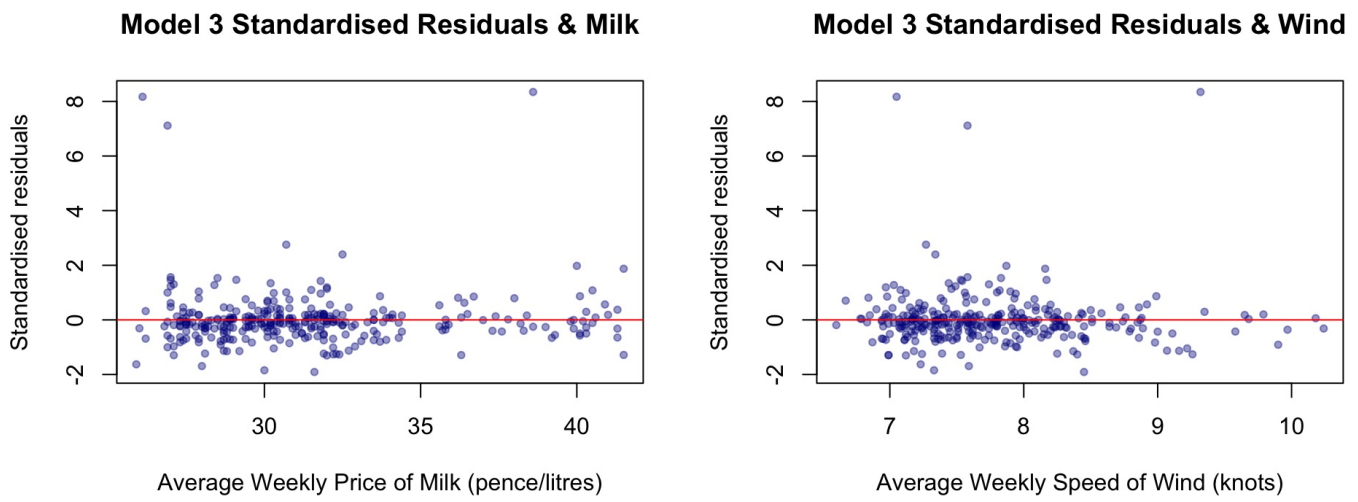 Model 3 Standardised Residuals & Milk
Standardised residuals
8
6
4
2
0
-2
30 35 40
Average Weekly Price of Milk (pence/litres)
Model 3 Standardised Residuals & Wind
Standardised residuals
8
6
4
2
0
-2
7 8 9 10
Average Weekly Speed of Wind (knots)